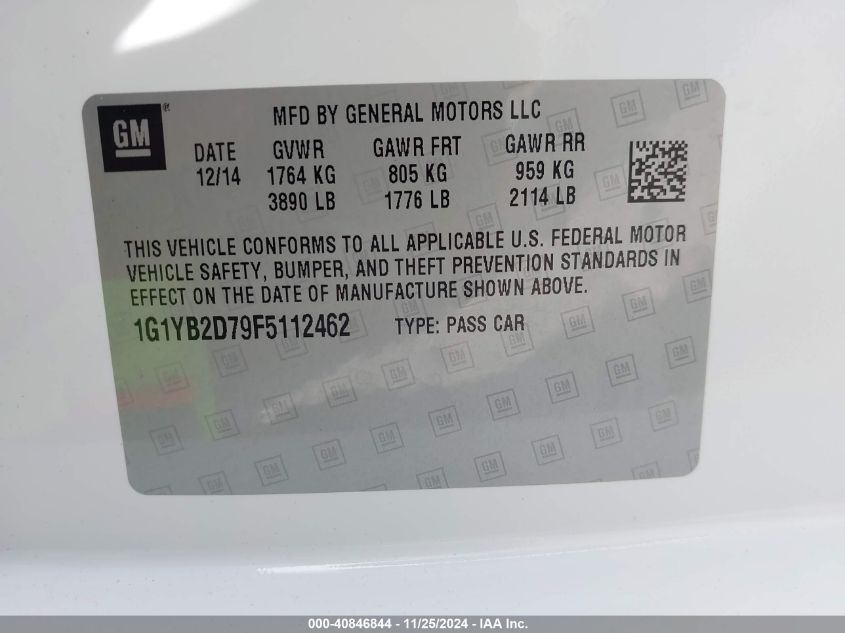 GM®
MFD BY GENERAL MOTORS LLC
DATE GVWR GAWR FRT GAWR RR
12/14 1764 KG 805 KG 959 KG
3890 LB 1776 LB 2114 LB
THIS VEHICLE CONFORMS TO ALL APPLICABLE U.S. FEDERAL MOTOR
VEHICLE SAFETY, BUMPER, AND THEFT PREVENTION STANDARDS IN
EFFECT ON THE DATE OF MANUFACTURE SHOWN ABOVE.
1G1YB2D79F5112462 TYPE: PASS CAR
000-40846844 - 11/25/2024 - IAA Inc.